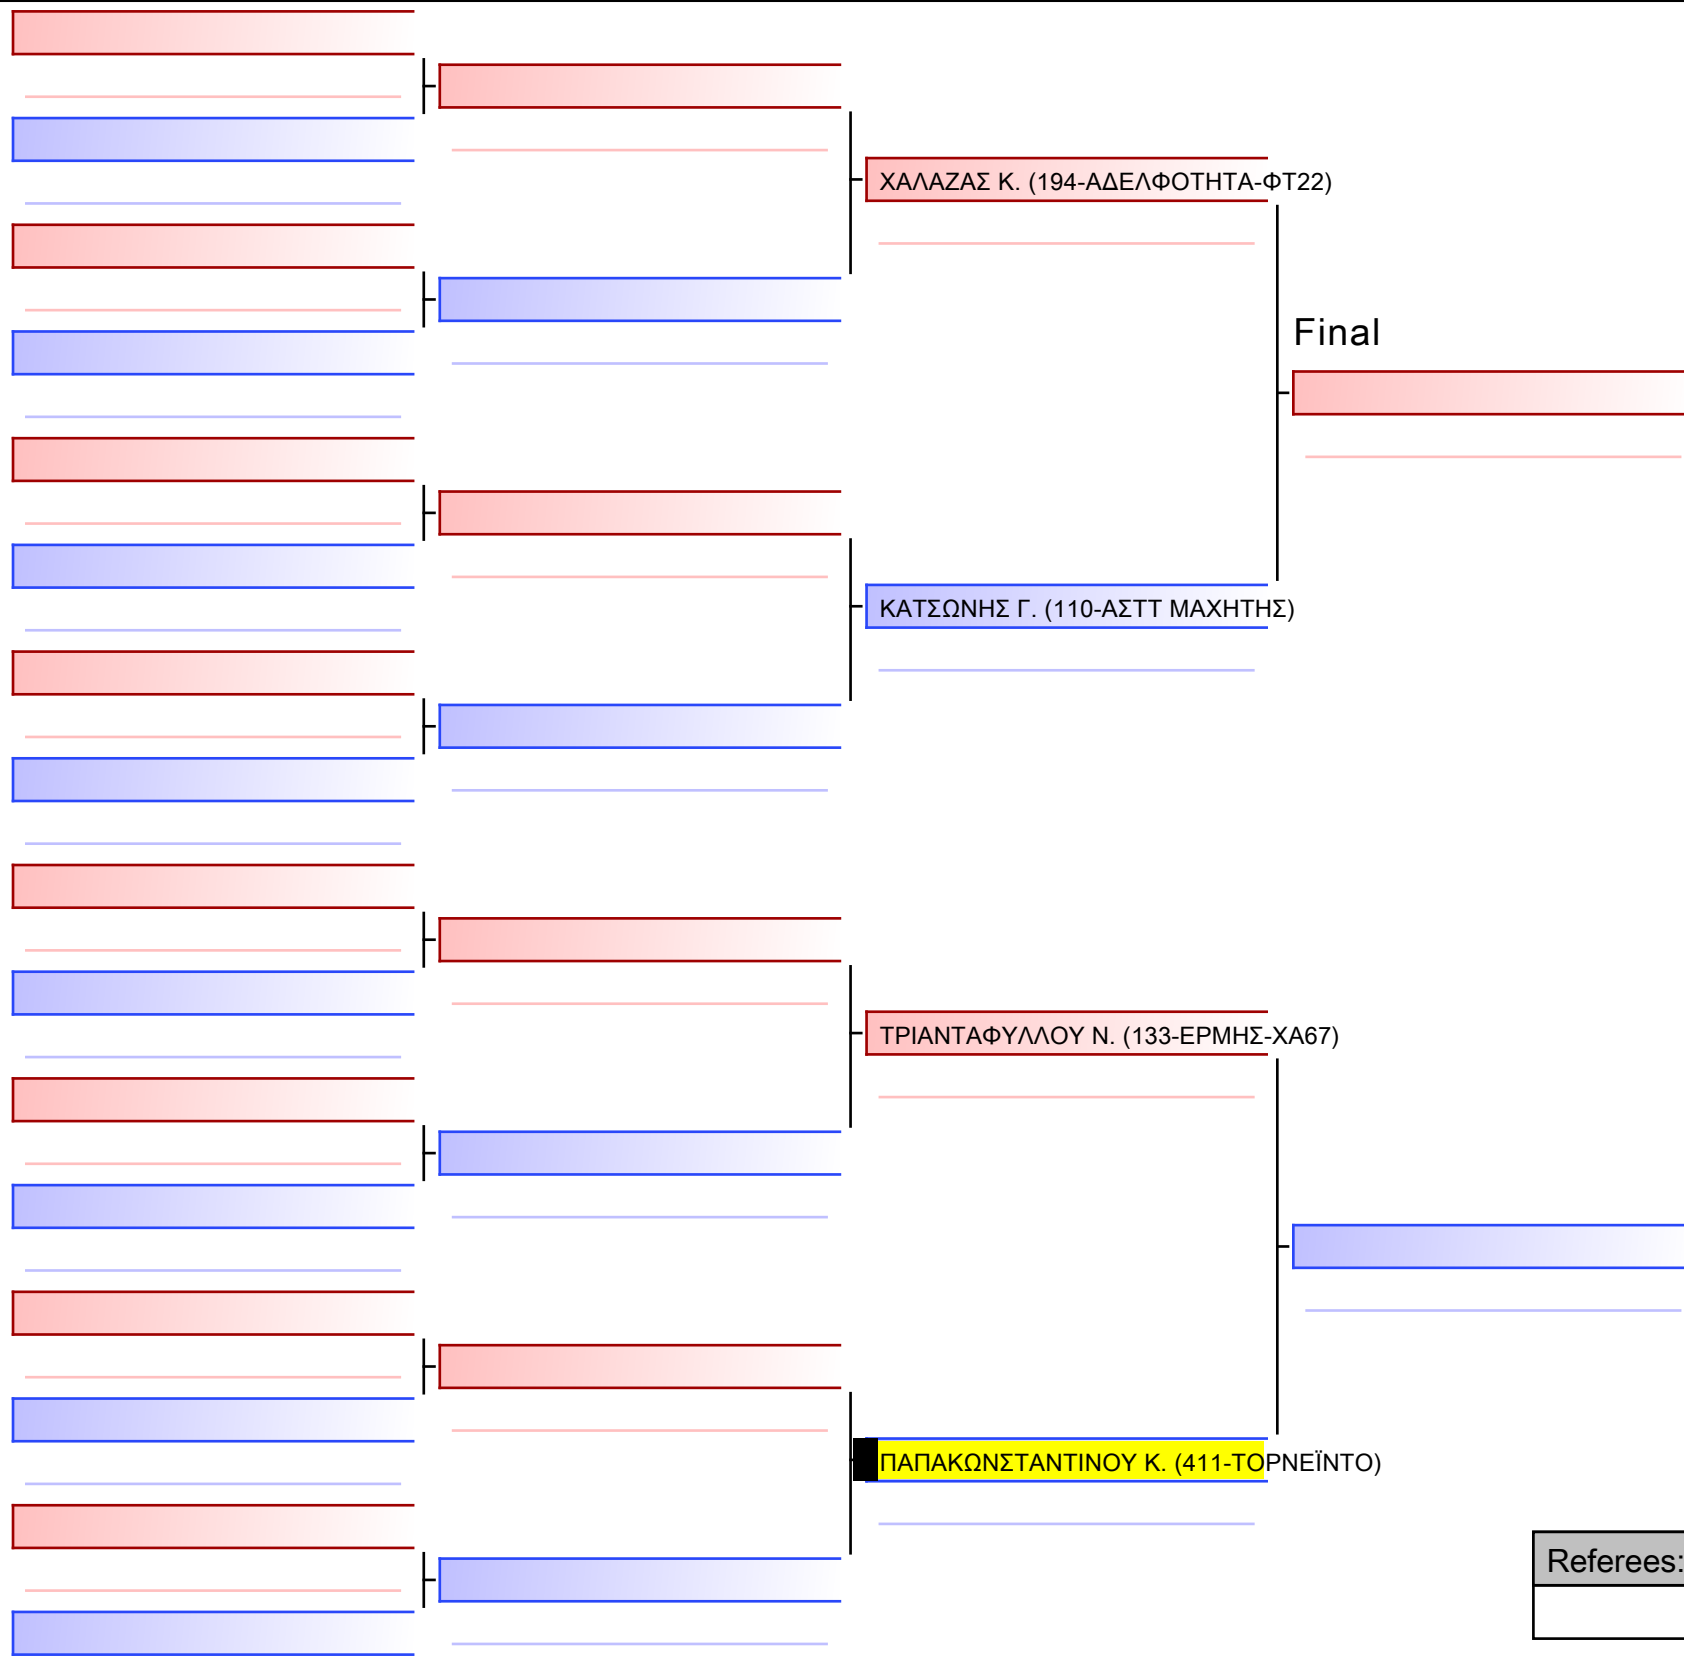 ΧΑΛΑΖΑΣ Κ. (194-ΑΔΕΛΦΟΤΗΤΑ-ΦΤ22)
Final
ΚΑΤΣΩΝΗΣ Γ. (110-ΑΣΤΤ ΜΑΧΗΤΗΣ)
ΤΡΙΑΝΤΑΦΥΛΛΟΥ Ν. (133-ΕΡΜΗΣ-ΧΑ67)
ΠΑΠΑΚΩΝΣΤΑΝΤΙΝΟΥ Κ. (411-ΤΟΡΝΕΪΝΤΟ)
Referees: